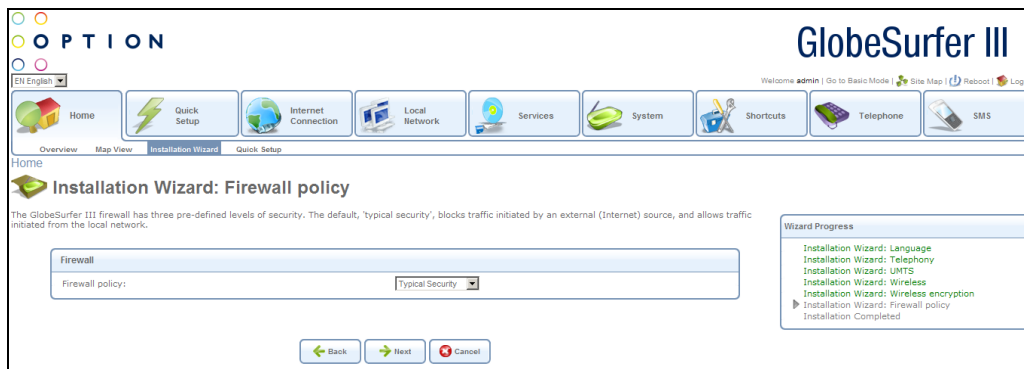 OPTION
GlobeSurfer III
EN English
Welcome admin | Go to Basic Mode | Site Map | Reboot | Log
Home
Quick Setup
Internet Connection
Local Network
Services
System
Shortcuts
Telephone
SMS
Overview Map View Installation Wizard Quick Setup
Home
Installation Wizard: Firewall policy
The GlobeSurfer III firewall has three pre-defined levels of security. The default, 'typical security', blocks traffic initiated by an external (Internet) source, and allows traffic
initiated from the local network.
Firewall
Firewall policy: Typical Security
Back Next Cancel
Wizard Progress
Installation Wizard: Language
Installation Wizard: Telephony
Installation Wizard: UMTS
Installation Wizard: Wireless
Installation Wizard: Wireless encryption
Installation Wizard: Firewall policy
Installation Completed